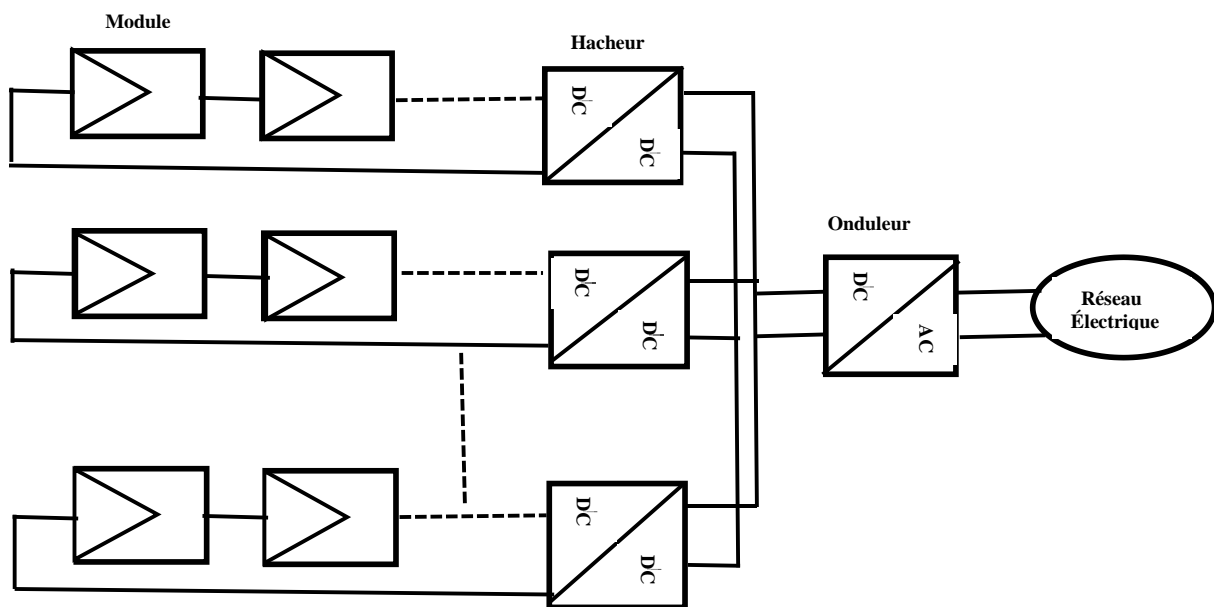 Module
Hacheur
DC
DC
Onduleur
DC
DC
DC
AC
Réseau
Électrique
DC
DC